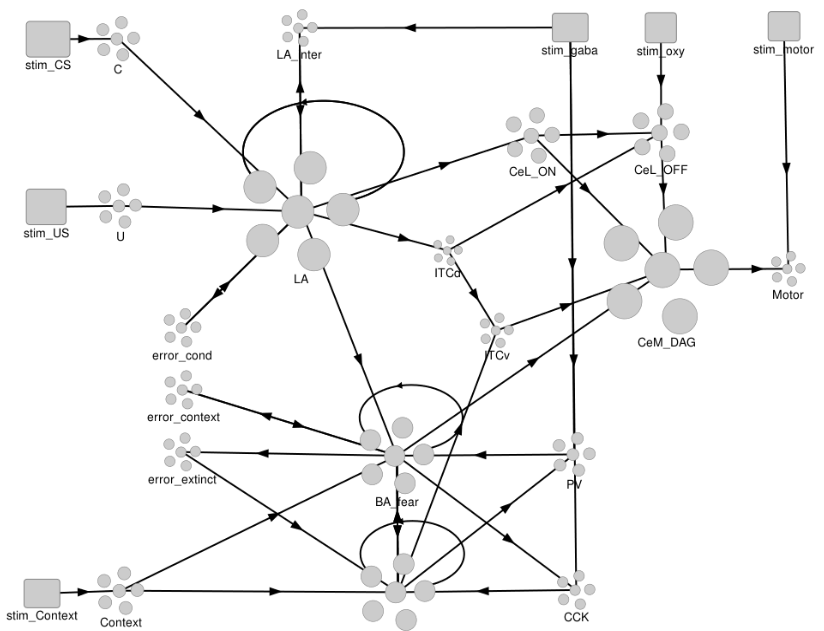 stim_CS
C
LA_nter
stim_gaba
stim_oxy
stim_motor
CeL_ON
CeL_OFF
stim_US
U
LA
ITCd
Motor
ITCv
CeM_DAG
error_cond
error_context
error_extinct
BA_fear
PV
stim_Context
Context
CCK